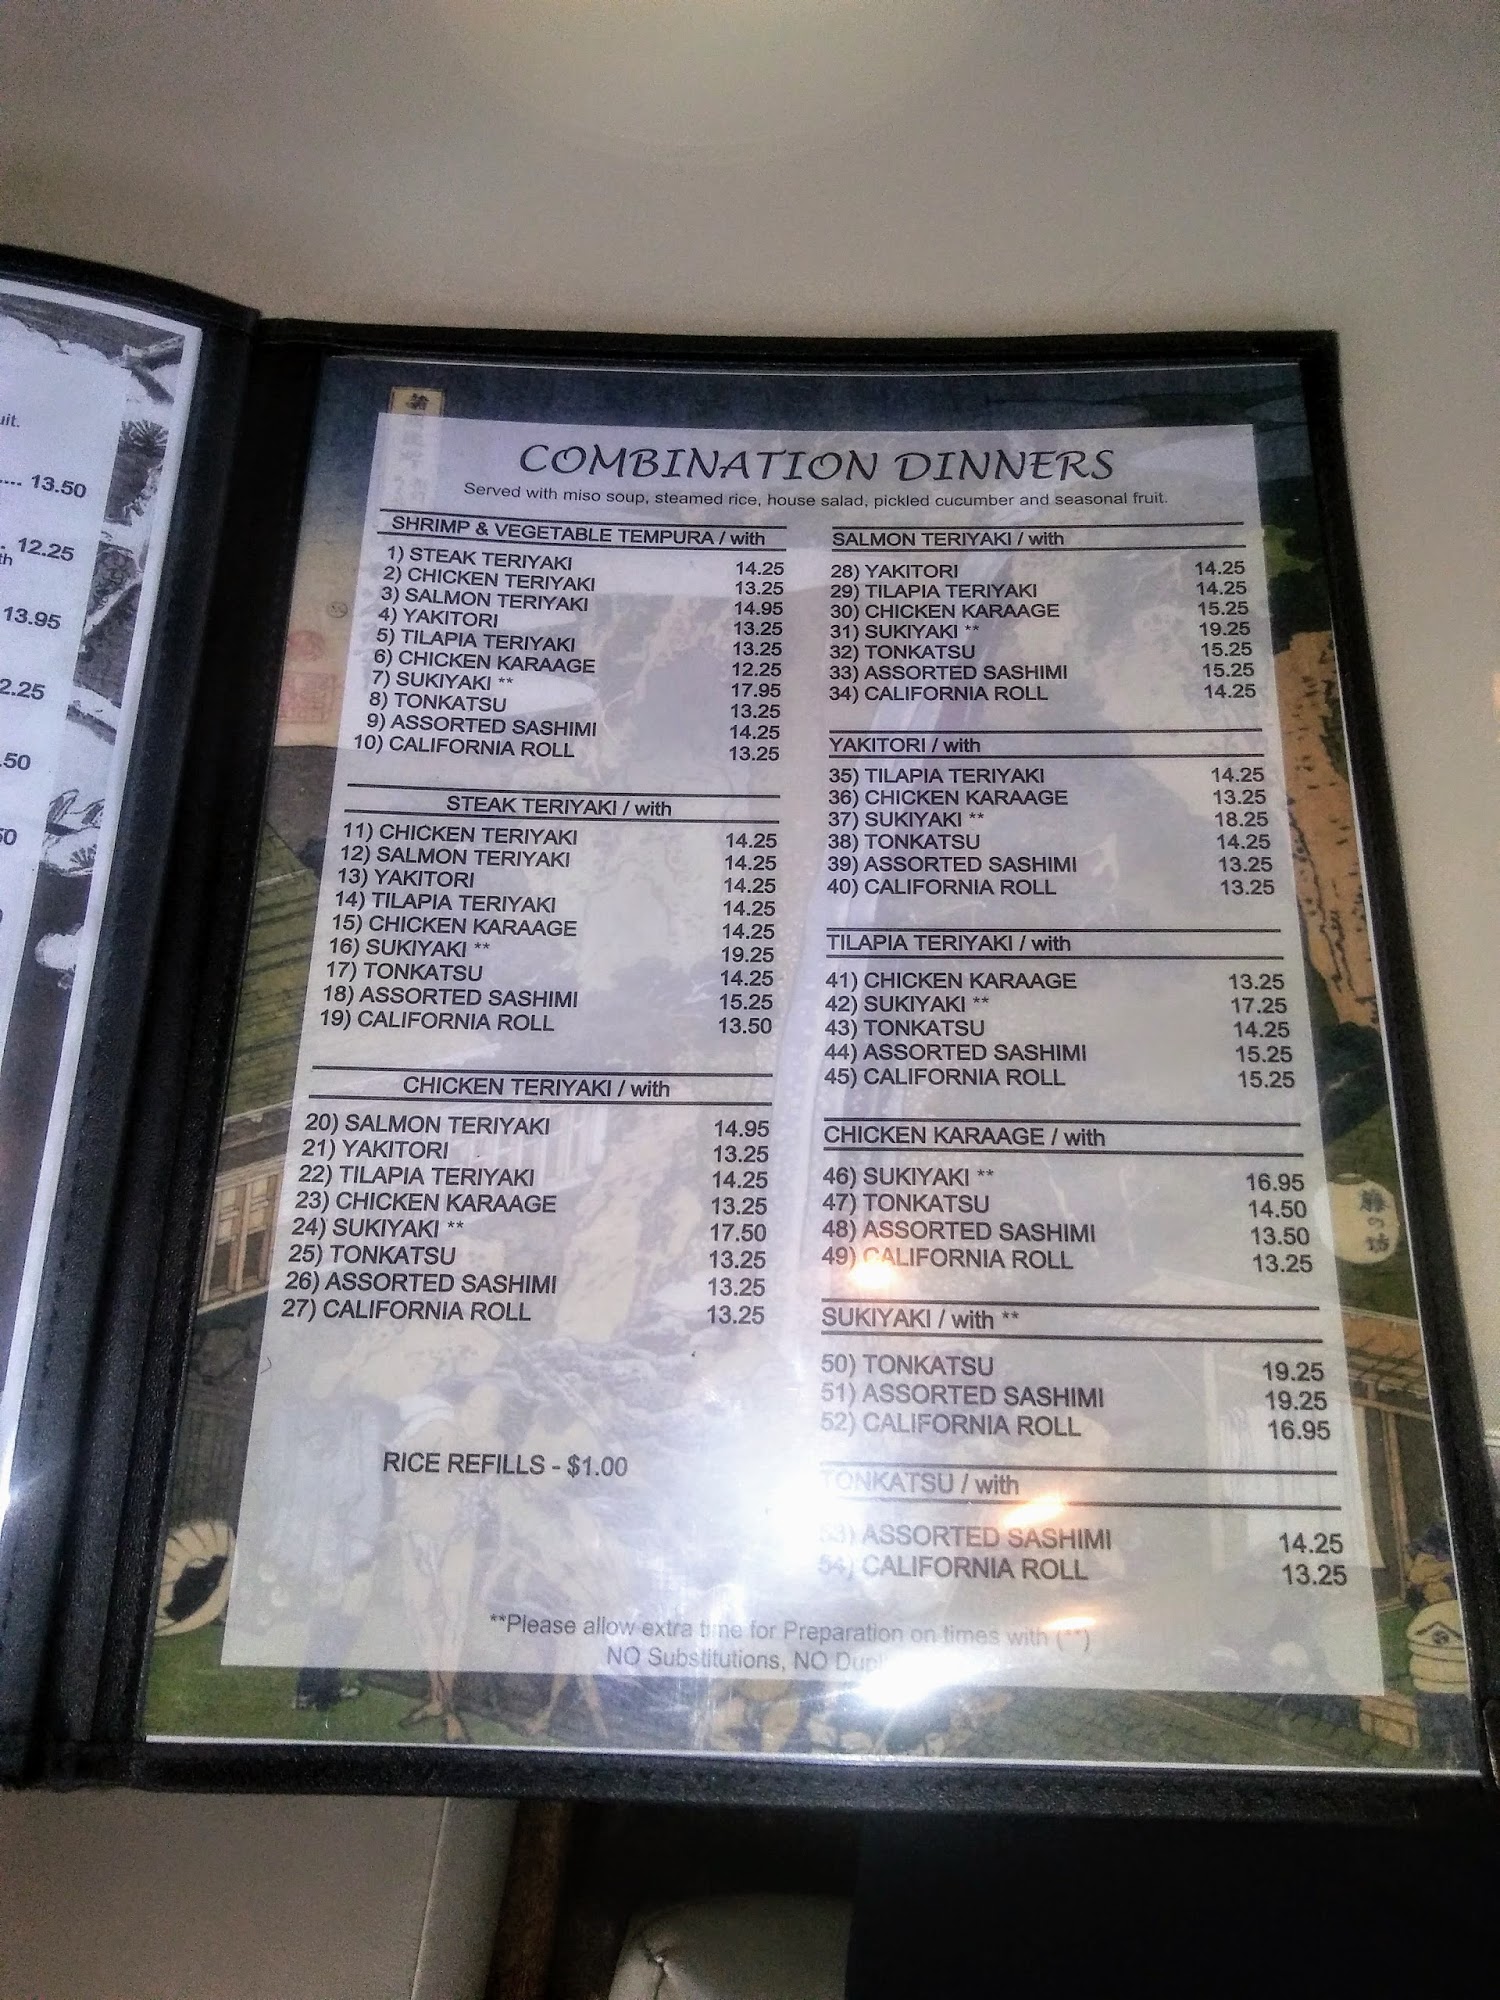 uit.
.... 13.50
. 12.25
th
13.95
2.25
.50
50
COMBINATION DINNERS
Served with miso soup, steamed rice, house salad, pickled cucumber and seasonal fruit.
SHRIMP & VEGETABLE TEMPURA / with
1) STEAK TERIYAKI 14.25
2) CHICKEN TERIYAKI 13.25
3) SALMON TERIYAKI 14.95
4) YAKITORI 13.25
5) TILAPIA TERIYAKI 13.25
6) CHICKEN KARAAGE 12.25
7) SUKIYAKI ** 17.95
8) TONKATSU 13.25
9) ASSORTED SASHIMI 14.25
10) CALIFORNIA ROLL 13.25
STEAK TERIYAKI / with
11) CHICKEN TERIYAKI 14.25
12) SALMON TERIYAKI 14.25
13) YAKITORI 14.25
14) TILAPIA TERIYAKI 14.25
15) CHICKEN KARAAGE 14.25
16) SUKIYAKI ** 19.25
17) TONKATSU 14.25
18) ASSORTED SASHIMI 15.25
19) CALIFORNIA ROLL 13.50
CHICKEN TERIYAKI / with
20) SALMON TERIYAKI 14.95
21) YAKITORI 13.25
22) TILAPIA TERIYAKI 14.25
23) CHICKEN KARAAGE 13.25
24) SUKIYAKI ** 17.50
25) TONKATSU 13.25
26) ASSORTED SASHIMI 13.25
27) CALIFORNIA ROLL 13.25
RICE REFILLS - $1.00
SALMON TERIYAKI / with
28) YAKITORI 14.25
29) TILAPIA TERIYAKI 14.25
30) CHICKEN KARAAGE 15.25
31) SUKIYAKI ** 19.25
32) TONKATSU 15.25
33) ASSORTED SASHIMI 15.25
34) CALIFORNIA ROLL 14.25
YAKITORI / with
35) TILAPIA TERIYAKI 14.25
36) CHICKEN KARAAGE 13.25
37) SUKIYAKI ** 18.25
38) TONKATSU 14.25
39) ASSORTED SASHIMI 13.25
40) CALIFORNIA ROLL 13.25
TILAPIA TERIYAKI / with
41) CHICKEN KARAAGE 13.25
42) SUKIYAKI ** 17.25
43) TONKATSU 14.25
44) ASSORTED SASHIMI 15.25
45) CALIFORNIA ROLL 15.25
CHICKEN KARAAGE / with
46) SUKIYAKI ** 16.95
47) TONKATSU 14.50
48) ASSORTED SASHIMI 13.50
49) CALIFORNIA ROLL 13.25
SUKIYAKI / with **
50) TONKATSU 19.25
51) ASSORTED SASHIMI 19.25
52) CALIFORNIA ROLL 16.95
TONKATSU / with
53) ASSORTED SASHIMI 14.25
54) CALIFORNIA ROLL 13.25
**Please allow extra time for Preparation on times with (**)
NO Substitutions, NO